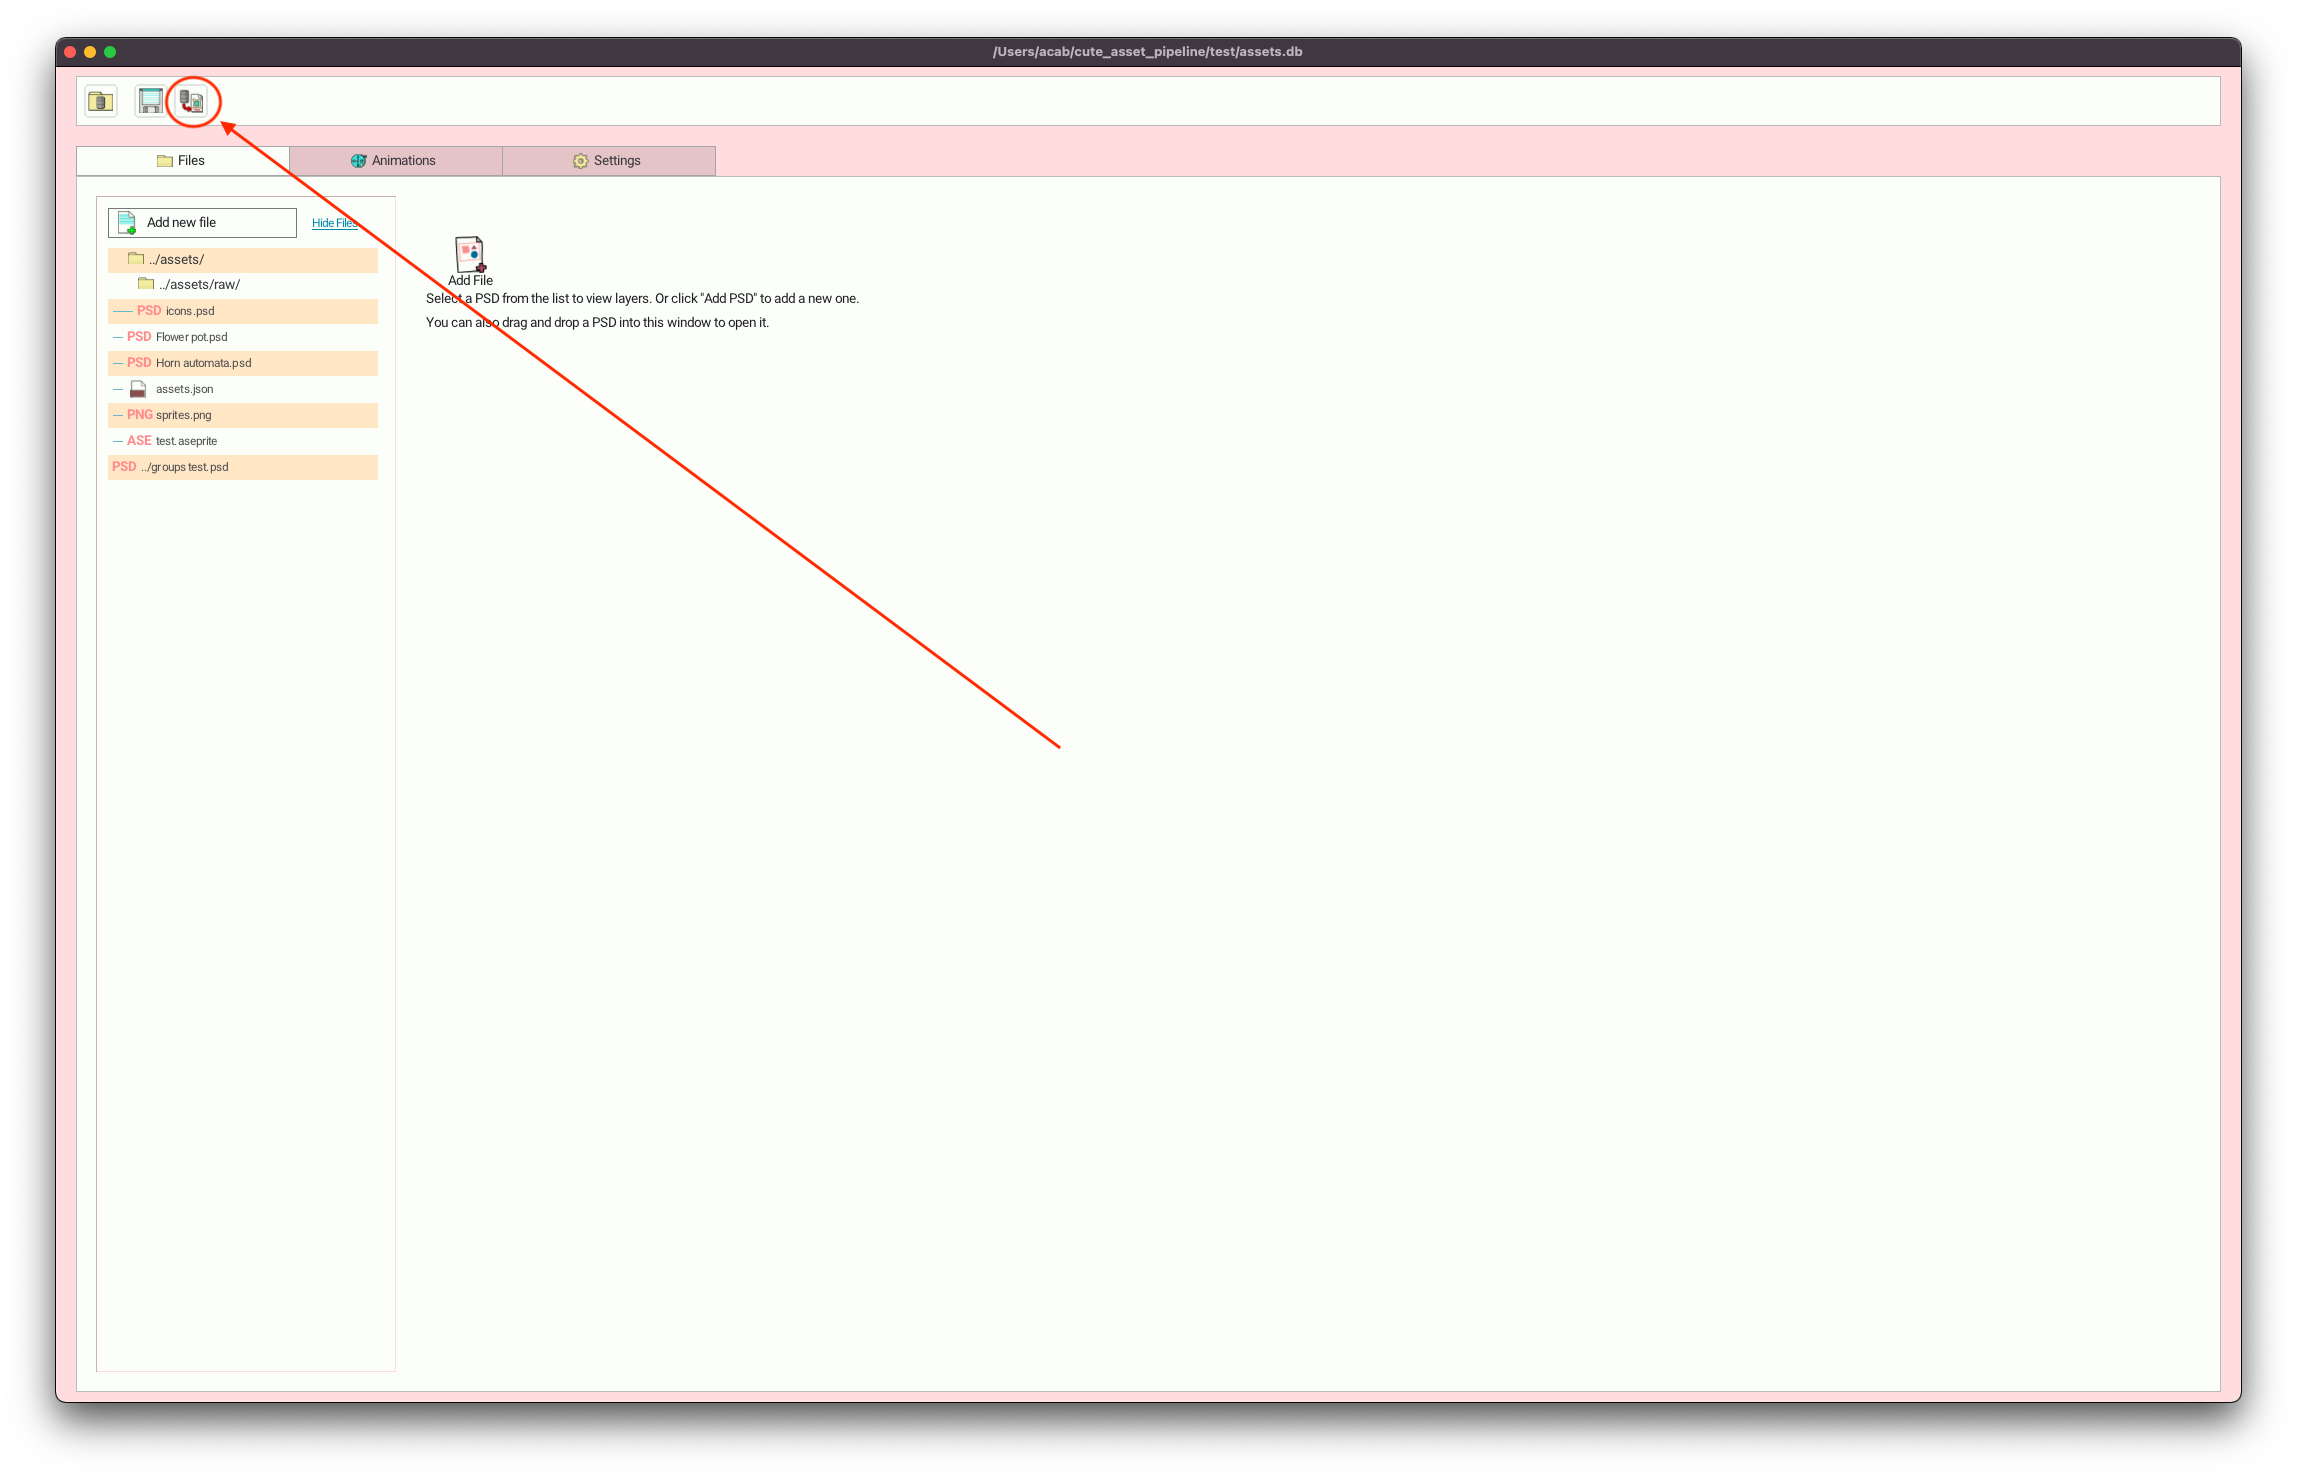 /Users/acab/cute_asset_pipeline/test/assets.db
Files
Animations
Settings
Add new file
Hide Files
../assets/
../assets/raw/
PSD icons.psd
PSD Flower pot.psd
PSD Horn automata.psd
assets.json
PNG sprites.png
ASE test.aseprite
PSD ../groups test.psd
Add File
Select a PSD from the list to view layers. Or click "Add PSD" to add a new one.
You can also drag and drop a PSD into this window to open it.